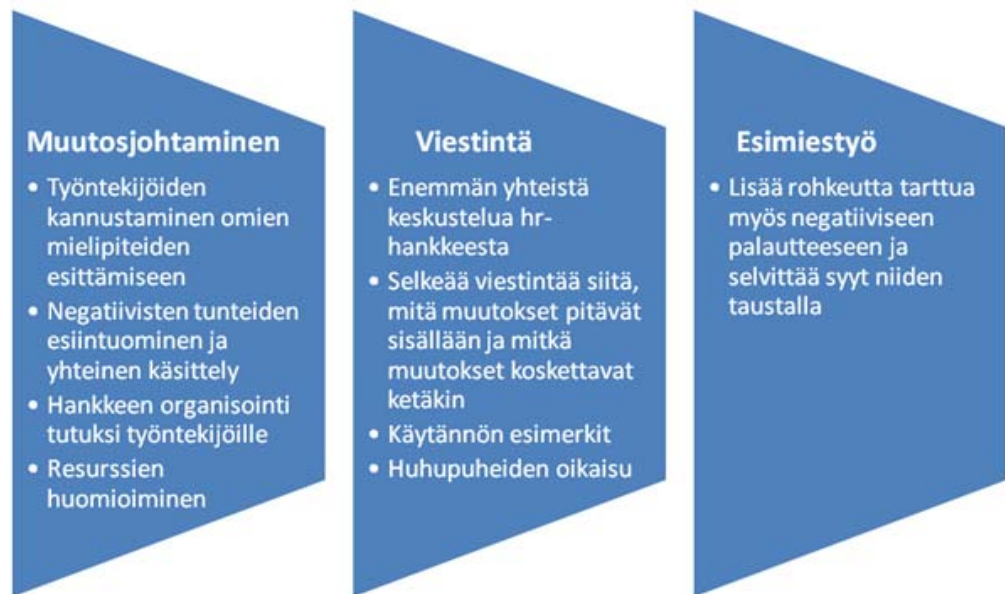 Muutosjohtaminen
• Työntekijöiden
kannustaminen omien
mielipiteiden
esittämiseen
• Negatiivisten tunteiden
esiintuominen ja
yhteinen käsittely
• Hankkeen organisointi
tutuksi työntekijöille
• Resurssien
huomioiminen
Viestintä
• Enemmän yhteistä
keskustelua hr-
hankkeesta
• Selkeää viestintää siitä,
mitä muutokset pitävät
sisällään ja mitkä
muutokset koskettavat
ketäkin
• Käytännön esimerkit
• Huhupuheiden oikaisu
Esimiestyö
• Lisää rohkeutta tarttua
myös negatiiviseen
palautteeseen ja
selvittää syyt niiden
taustalla